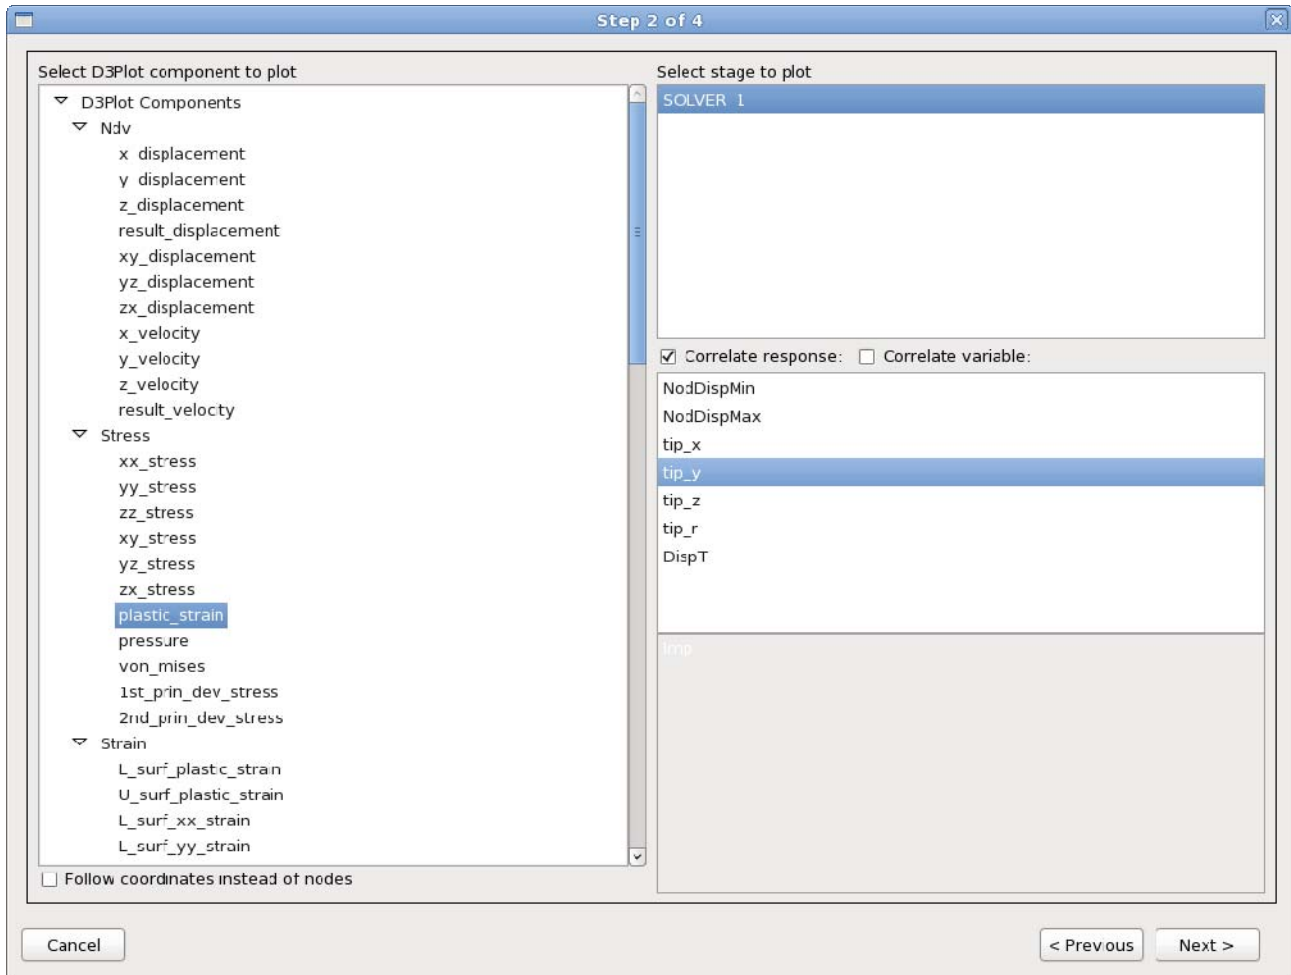 Step 2 of 4
Select D3Plot component to plot
D3Plot Components
Ndv
x_displacement
y_displacement
z_displacement
result_displacement
xy_displacement
yz_displacement
zx_displacement
x_velocity
y_velocity
z_velocity
result_velocity
Stress
xx_stress
yy_stress
zz_stress
xy_stress
yz_stress
zx_stress
plastic_strain
pressure
von_mises
1st_prin_dev_stress
2nd_prin_dev_stress
Strain
L_surf_plastic_strain
U_surf_plastic_strain
L_surf_xx_strain
L_surf_yy_strain
Follow coordinates instead of nodes
Select stage to plot
SOLVER_1
Correlate response: Correlate variable:
NodDispMin
NodDispMax
tip_x
tip_y
tip_z
tip_r
DispT
imp
Cancel
< Previous
Next >